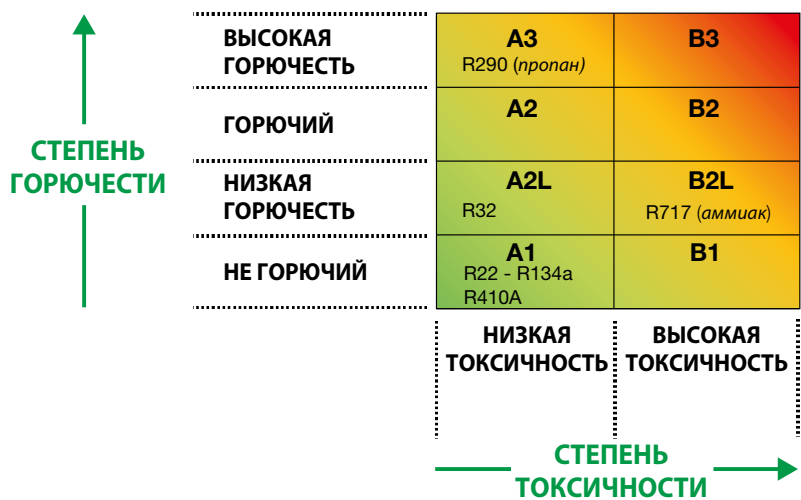 ВЫСОКАЯ
ГОРЮЧЕСТЬ
A3
R290 (пропан)
B3
ГОРЮЧИЙ
A2
B2
СТЕПЕНЬ
ГОРЮЧЕСТИ
НИЗКАЯ
ГОРЮЧЕСТЬ
A2L
R32
B2L
R717 (аммиак)
НЕ ГОРЮЧИЙ
A1
R22 - R134a
R410A
B1
НИЗКАЯ
ТОКСИЧНОСТЬ
ВЫСОКАЯ
ТОКСИЧНОСТЬ
СТЕПЕНЬ
ТОКСИЧНОСТИ